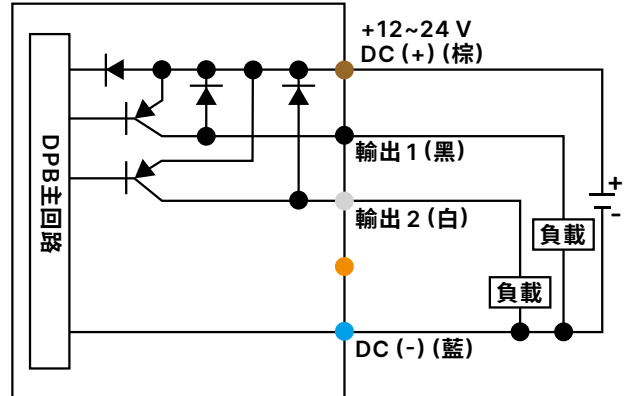 +12~24 V
DC (+) (棕)
DPB主回路
輸出 1 (黑)
+
-
輸出 2 (白)
負載
負載
DC (-) (藍)